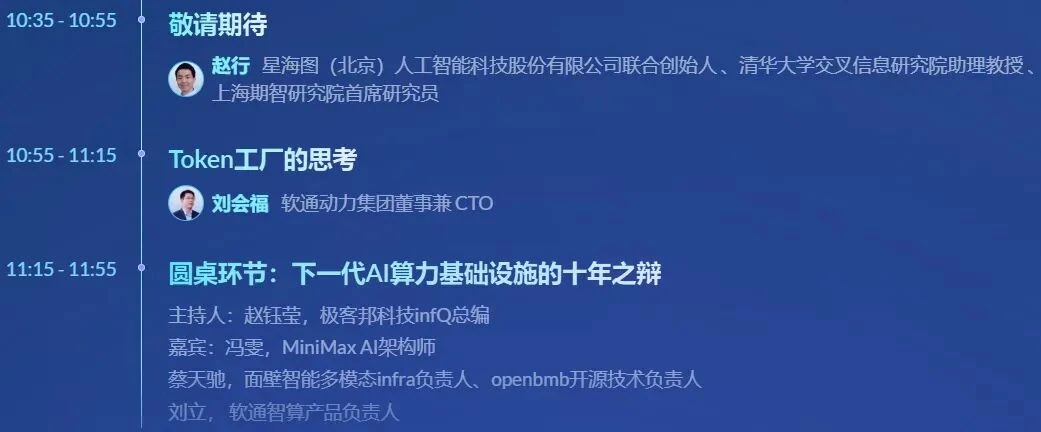 10:35 - 10:55
敬请期待
赵行 星海图（北京）人工智能科技股份有限公司联合创始人、清华大学交叉信息研究院助理教授、
上海期智研究院首席研究员
10:55 - 11:15
Token工厂的思考
刘会福 软通动力集团董事兼 CTO
11:15 - 11:55
圆桌环节：下一代AI算力基础设施的十年之辩
主持人：赵钰莹，极客邦科技infQ总编
嘉宾：冯雯，MiniMax AI架构师
蔡天驰，面壁智能多模态infra负责人、openbmb开源技术负责人
刘立， 软通智算产品负责人